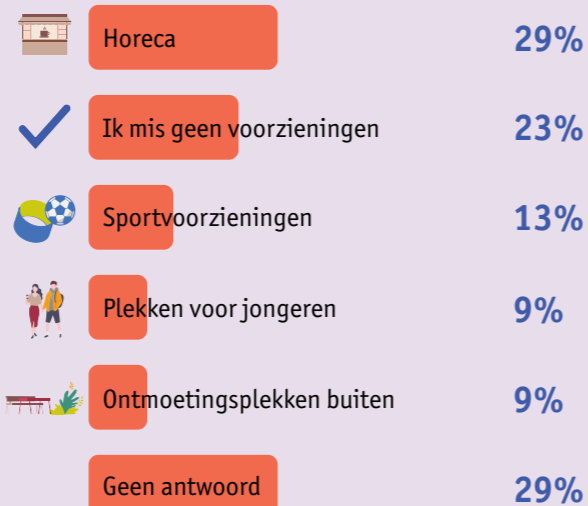 Horeca 29%
Ik mis geen voorzieningen 23%
Sportvoorzieningen 13%
Plekken voor jongeren 9%
Ontmoetingsplekken buiten 9%
Geen antwoord 29%